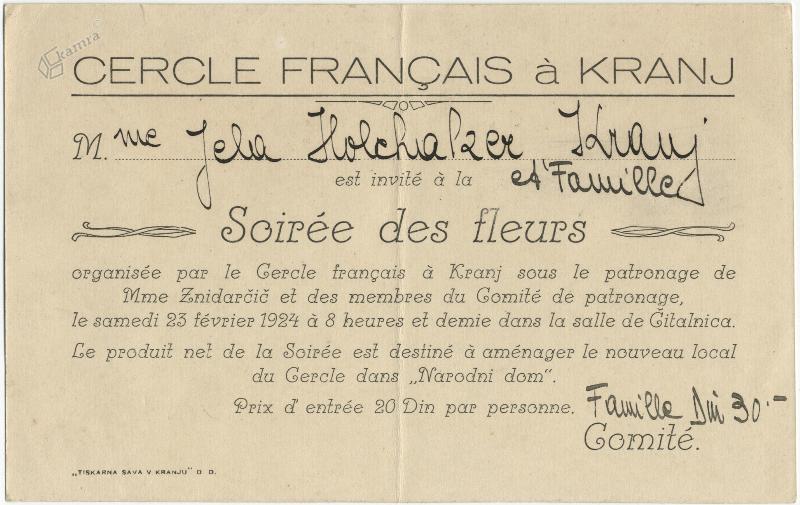 kamra
CERCLE FRANÇAIS à KRANJ
M. me Jela Holchaker Kranj
est invité à la et Famille
Soirée des fleurs
organisée par le Cercle français à Kranj sous le patronage de
Mme Znidarčič et des membres du Comité de patronage,
le samedi 23 février 1924 à 8 heures et demie dans la salle de Čitalnica.
Le produit net de la Soirée est destiné à aménager le nouveau local
du Cercle dans „Narodni dom“.
Prix d'entrée 20 Din par personne. Famille Din 30·-
Comité.
„TISKARNA SAVA V KRANJU“ D. D.